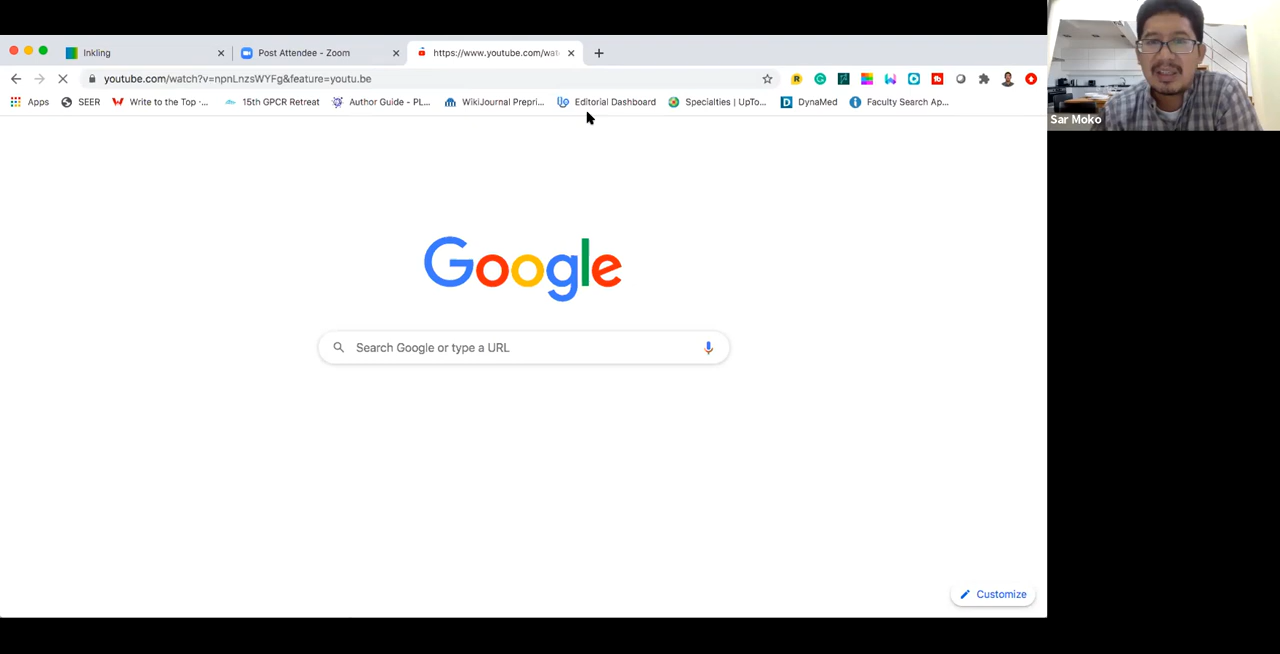 Inkling
Post Attendee - Zoom
https://www.youtube.com/wat
youtube.com/watch?v=npnLnzsWYFg&feature=youtu.be
Apps
SEER
Write to the Top -...
15th GPCR Retreat
Author Guide - PL...
WikiJournal Prepri...
Editorial Dashboard
Specialties | UpTo...
DynaMed
Faculty Search Ap...
Sar Moko
Google
Search Google or type a URL
Customize